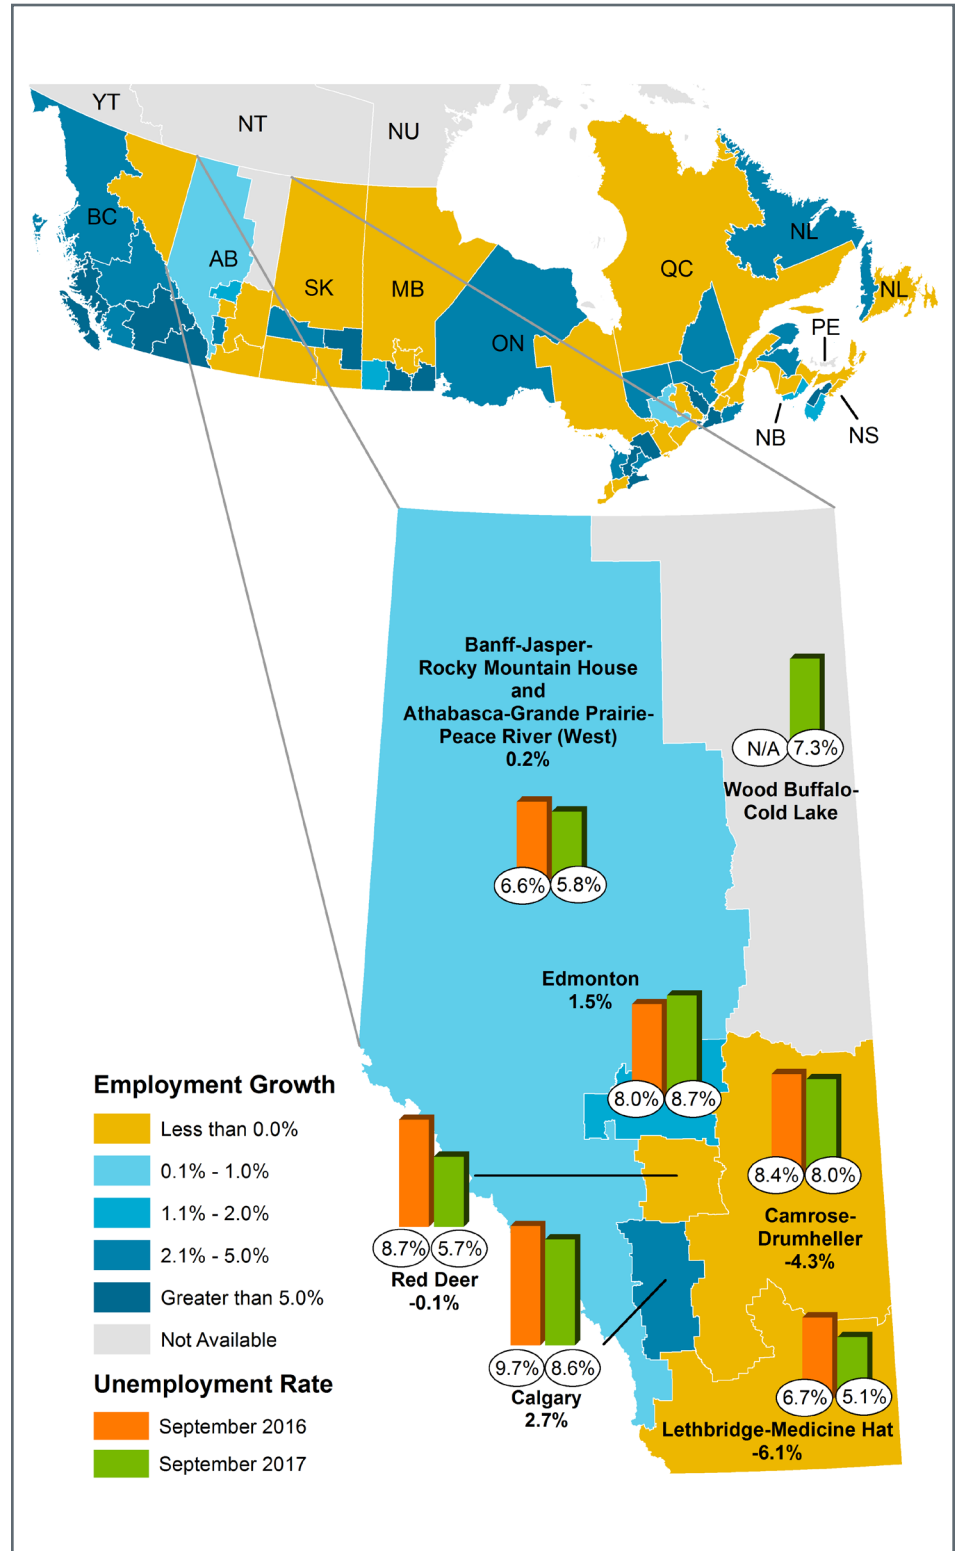 YT
NT
NU
BC
AB
SK
MB
ON
QC
NL
NL
PE
NB
NS
Banff-Jasper-
Rocky Mountain House
and
Athabasca-Grande Prairie-
Peace River (West)
0.2%
6.6% 5.8%
N/A 7.3%
Wood Buffalo-
Cold Lake
Edmonton
1.5%
8.0% 8.7%
8.4% 8.0%
Camrose-
Drumheller
-4.3%
8.7% 5.7%
Red Deer
-0.1%
9.7% 8.6%
Calgary
2.7%
6.7% 5.1%
Lethbridge-Medicine Hat
-6.1%
Employment Growth
Less than 0.0%
0.1% - 1.0%
1.1% - 2.0%
2.1% - 5.0%
Greater than 5.0%
Not Available
Unemployment Rate
September 2016
September 2017